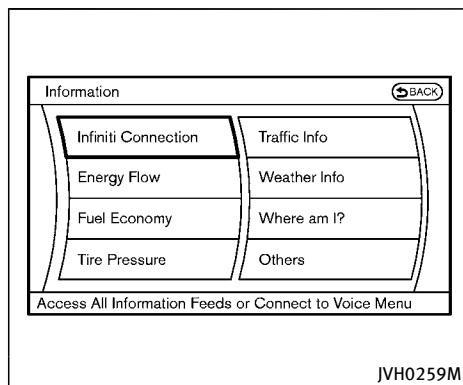 Information
BACK
Infiniti Connection
Traffic Info
Energy Flow
Weather Info
Fuel Economy
Where am I?
Tire Pressure
Others
Access All Information Feeds or Connect to Voice Menu
JVH0259M